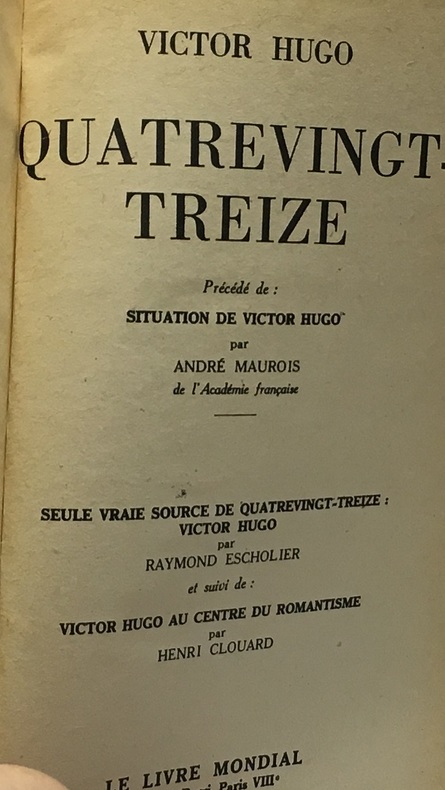 VICTOR HUGO
QUATREVINGT-
TREIZE
Précédé de :
SITUATION DE VICTOR HUGO
par
ANDRÉ MAUROIS
de l'Académie française
SEULE VRAIE SOURCE DE QUATREVINGT-TREIZE :
VICTOR HUGO
par
RAYMOND ESCHOLIER
et suivi de :
VICTOR HUGO AU CENTRE DU ROMANTISME
par
HENRI CLOUARD
LE LIVRE MONDIAL
Paris VIIIe